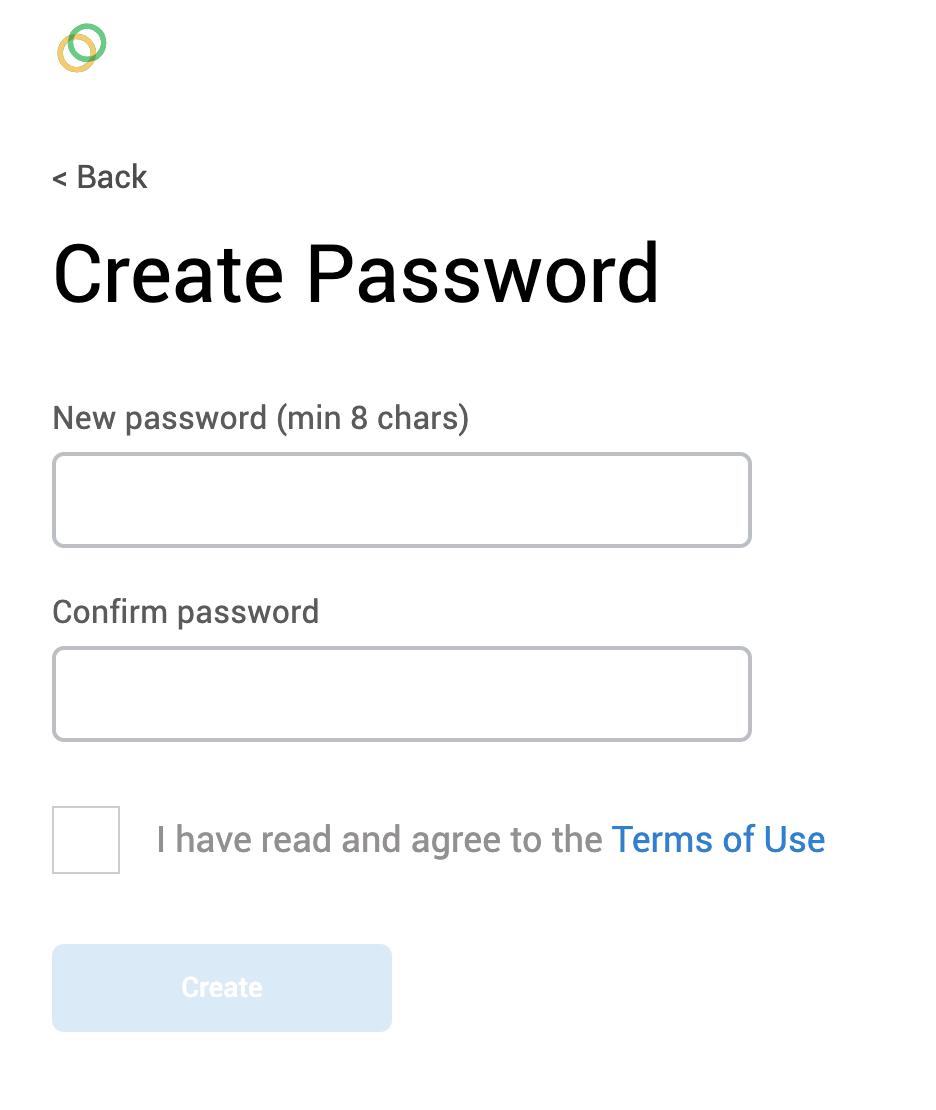 < Back
Create Password
New password (min 8 chars)
Confirm password
I have read and agree to the Terms of Use
Create